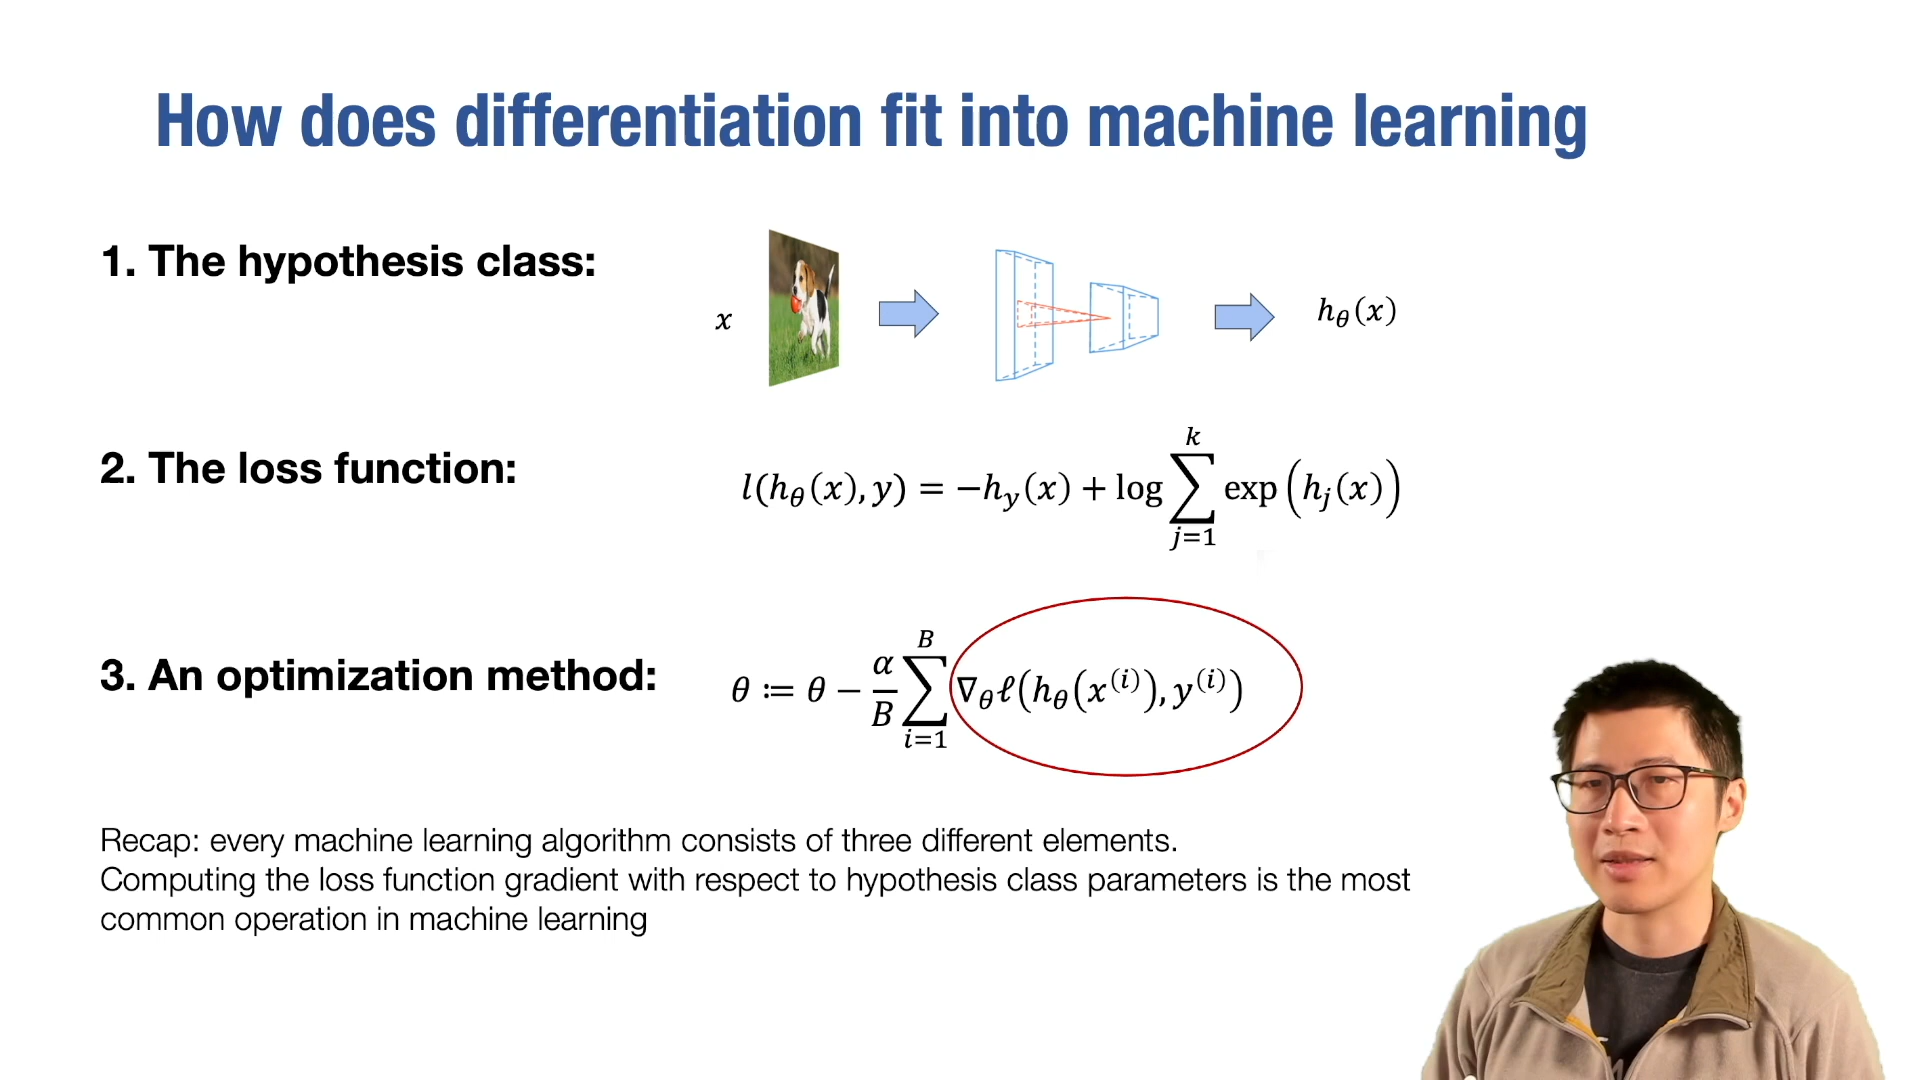 How does differentiation fit into machine learning
1. The hypothesis class:
x
h_θ(x)
2. The loss function:
l(h_θ(x), y) = −h_y(x) + log ∑_{j=1}^{k} exp(h_j(x))
3. An optimization method:
θ ≔ θ − α/B ∑_{i=1}^{B} ∇_θ ℓ(h_θ(x^{(i)}), y^{(i)})
Recap: every machine learning algorithm consists of three different elements.
Computing the loss function gradient with respect to hypothesis class parameters is the most
common operation in machine learning